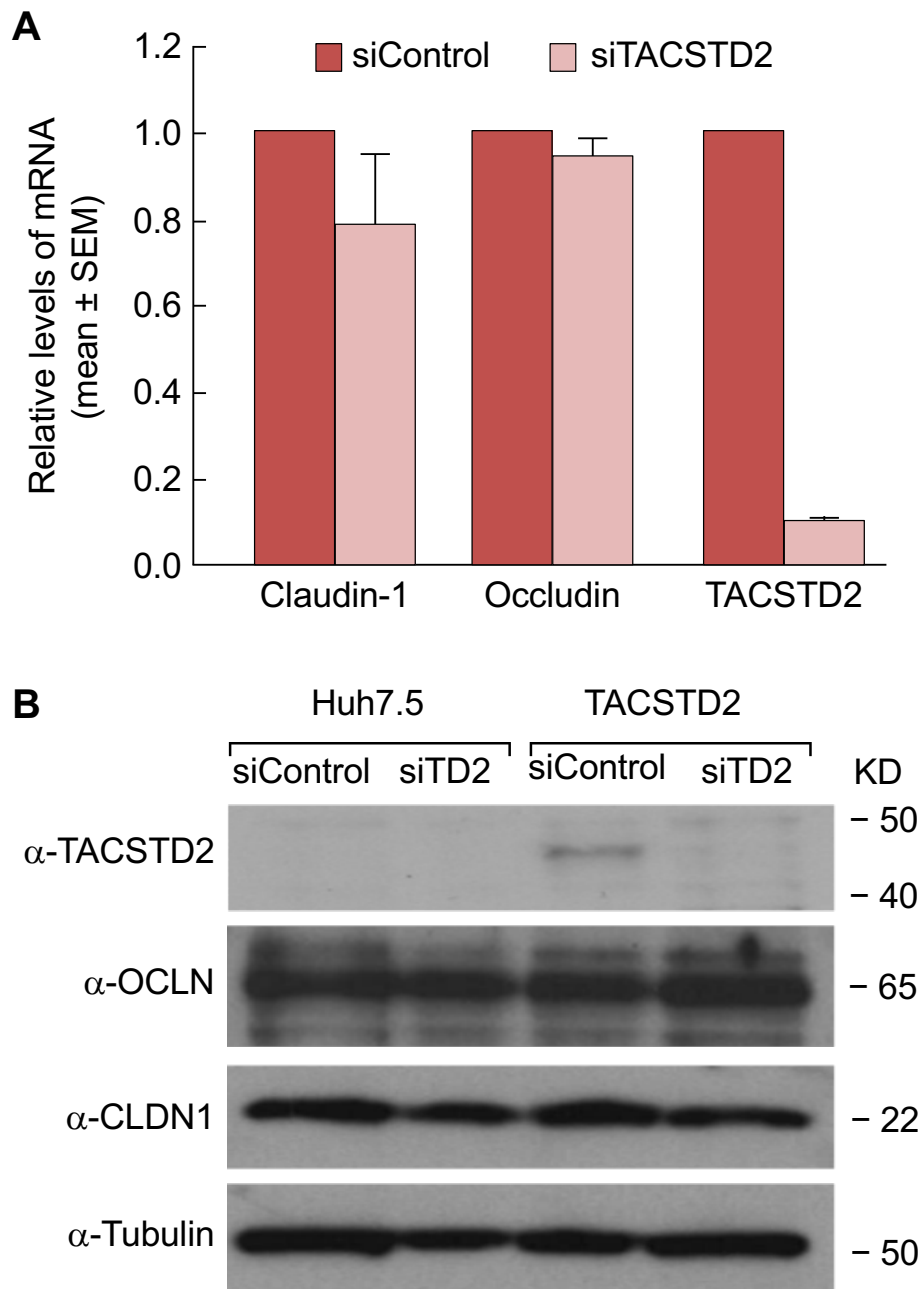 A
1.2
1.0
0.8
0.6
0.4
0.2
0.0
Relative levels of mRNA
(mean ± SEM)
siControl
siTACSTD2
Claudin-1
Occludin
TACSTD2
B
Huh7.5
TACSTD2
siControl
siTD2
siControl
siTD2
KD
α-TACSTD2
– 50
– 40
α-OCLN
– 65
α-CLDN1
– 22
α-Tubulin
– 50